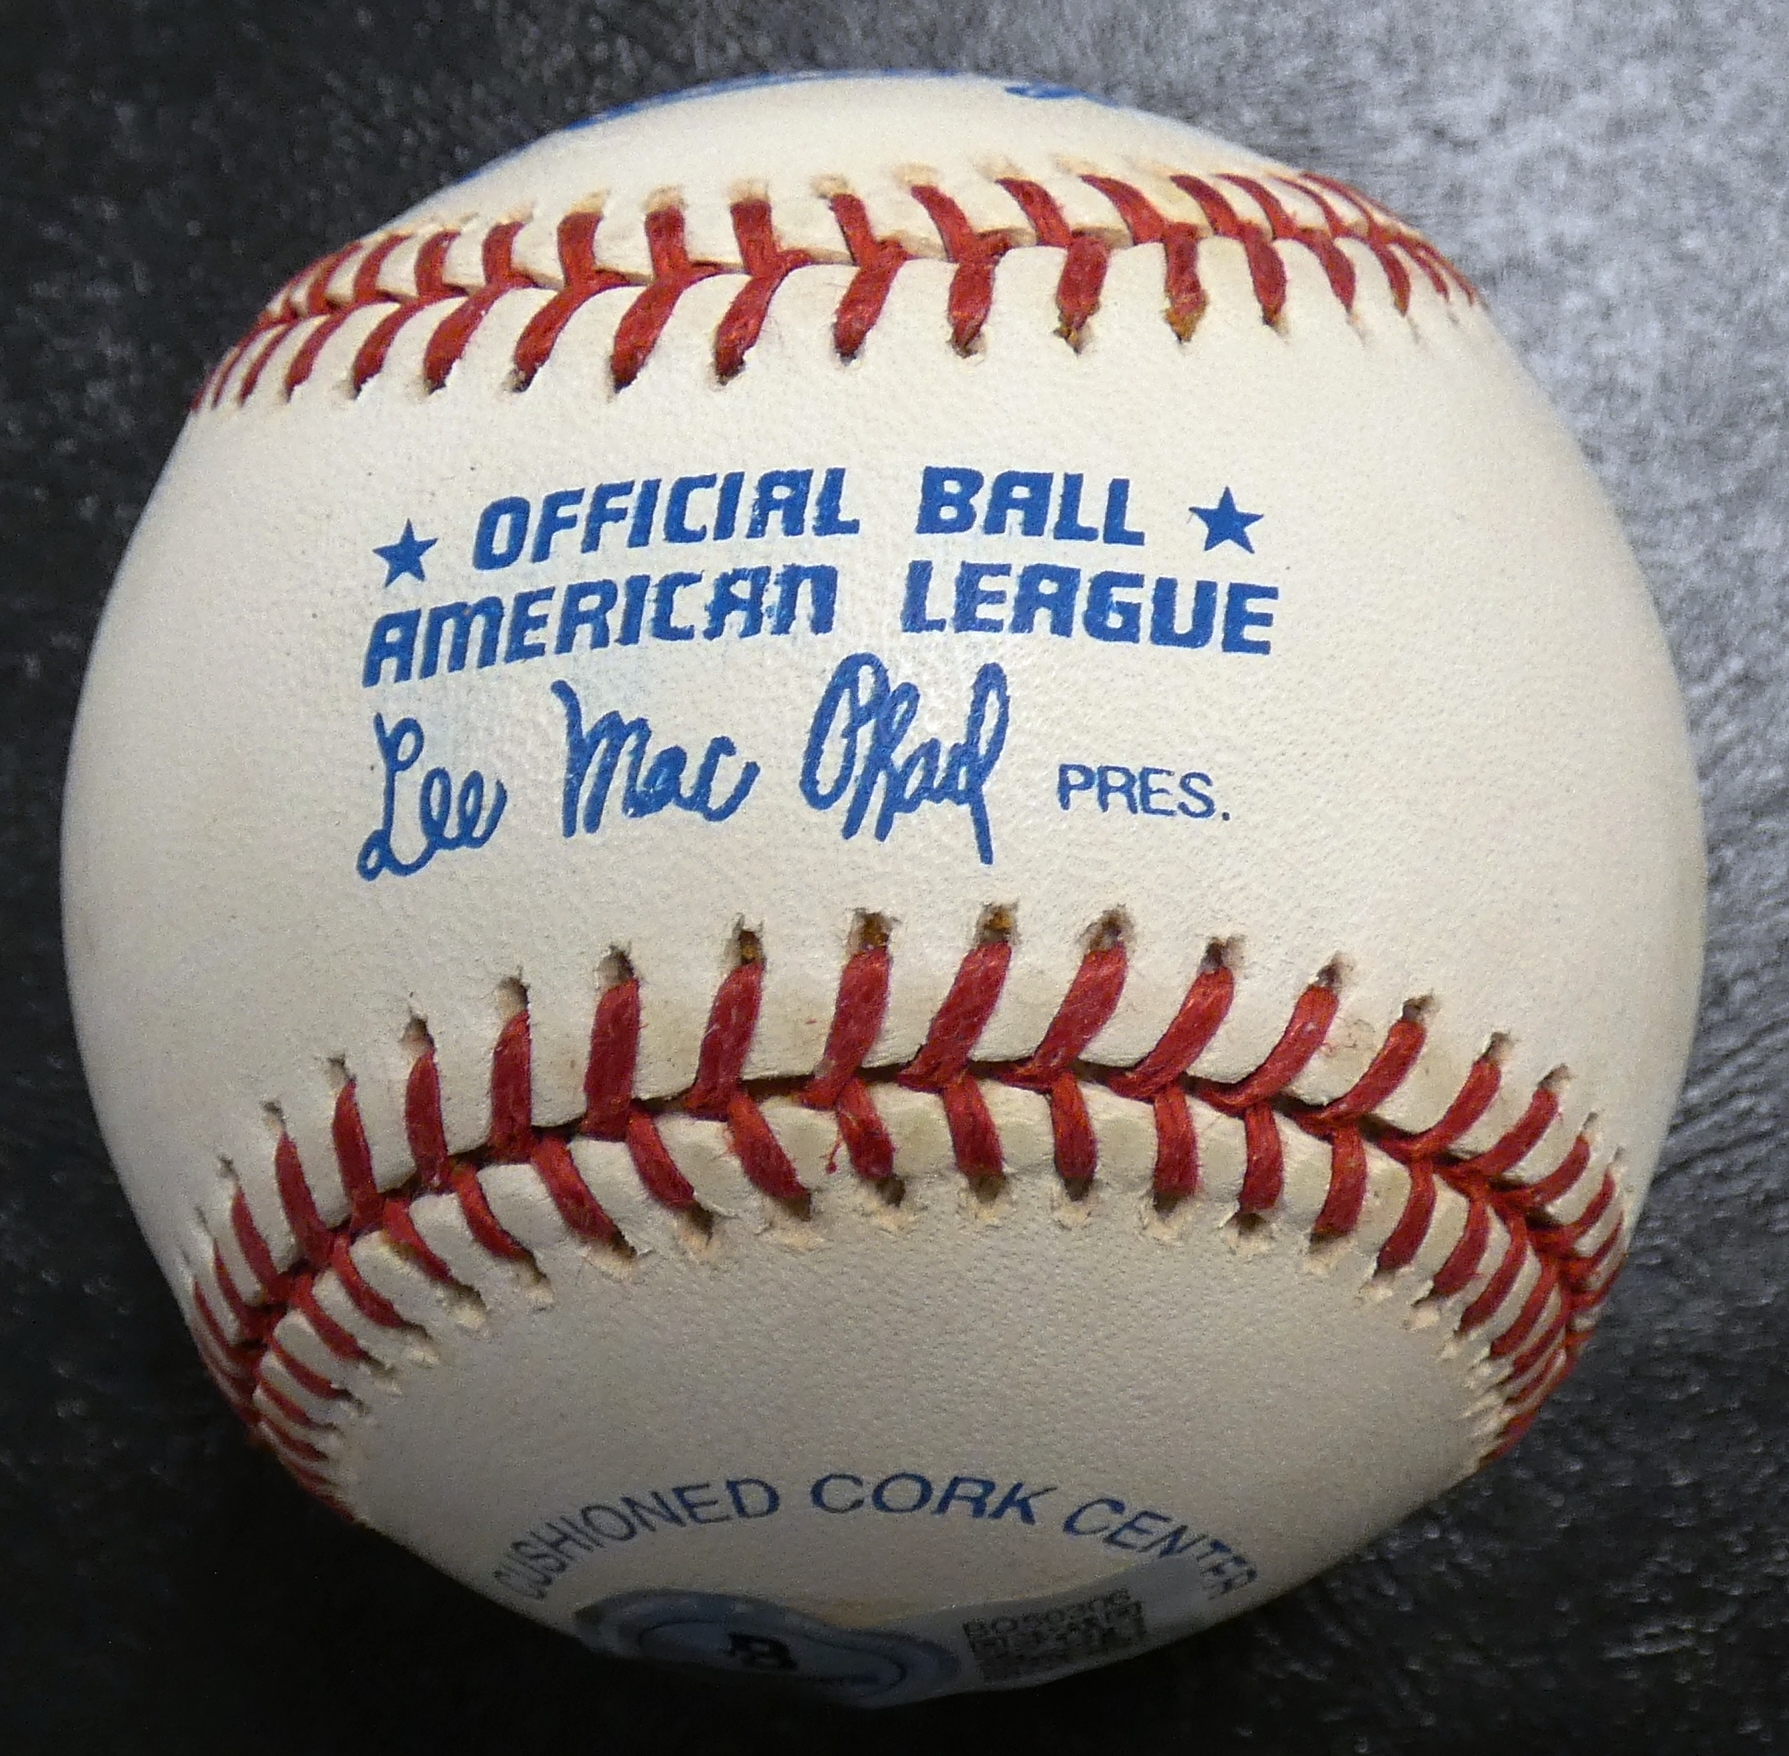 ★ OFFICIAL BALL ★
AMERICAN LEAGUE
Lee MacPhail PRES.
CUSHIONED CORK CENTER
B